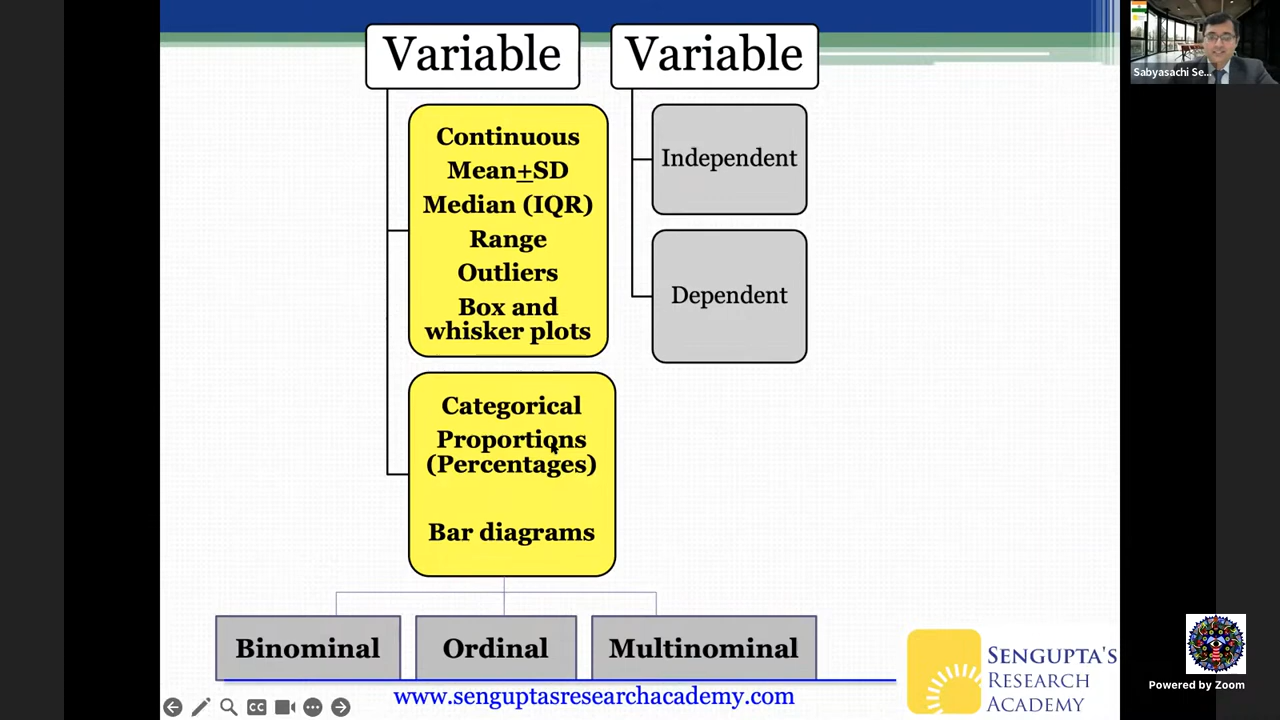 Variable
Continuous
Mean+SD
Median (IQR)
Range
Outliers
Box and
whisker plots
Categorical
Proportions
(Percentages)
Bar diagrams
Binominal
Ordinal
Multinominal
Variable
Independent
Dependent
www.senguptasresearchacademy.com
SENGUPTA'S
RESEARCH
ACADEMY
Sabyasachi Se...
CC
Powered by Zoom